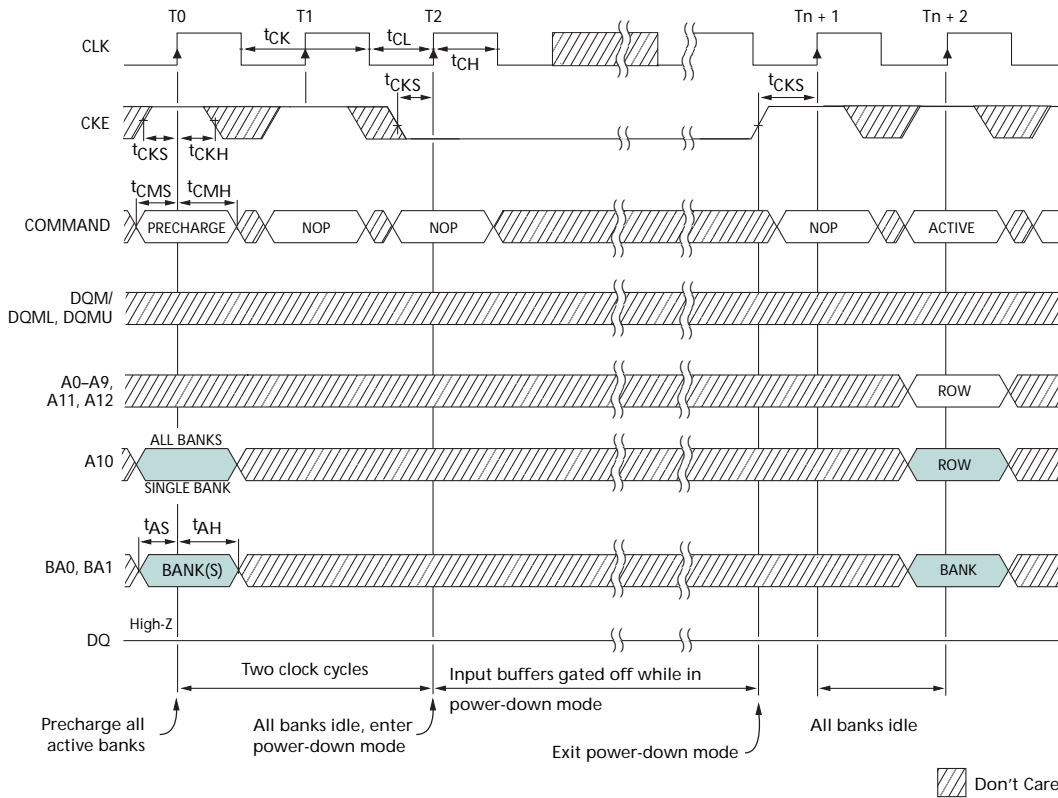 T0 T1 T2 Tn + 1 Tn + 2
CLK
tCK tCL
tCH
tCKS tCKS
CKE
tCKS tCKH
tCMS tCMH
COMMAND PRECHARGE NOP NOP NOP ACTIVE
DQM/
DQML, DQMU
A0–A9,
A11, A12
ROW
ALL BANKS
A10 ROW
SINGLE BANK
tAS tAH
BA0, BA1 BANK(S) BANK
High-Z
DQ
Two clock cycles
Input buffers gated off while in
power-down mode
Precharge all
active banks
All banks idle, enter
power-down mode
Exit power-down mode
All banks idle
Don't Care